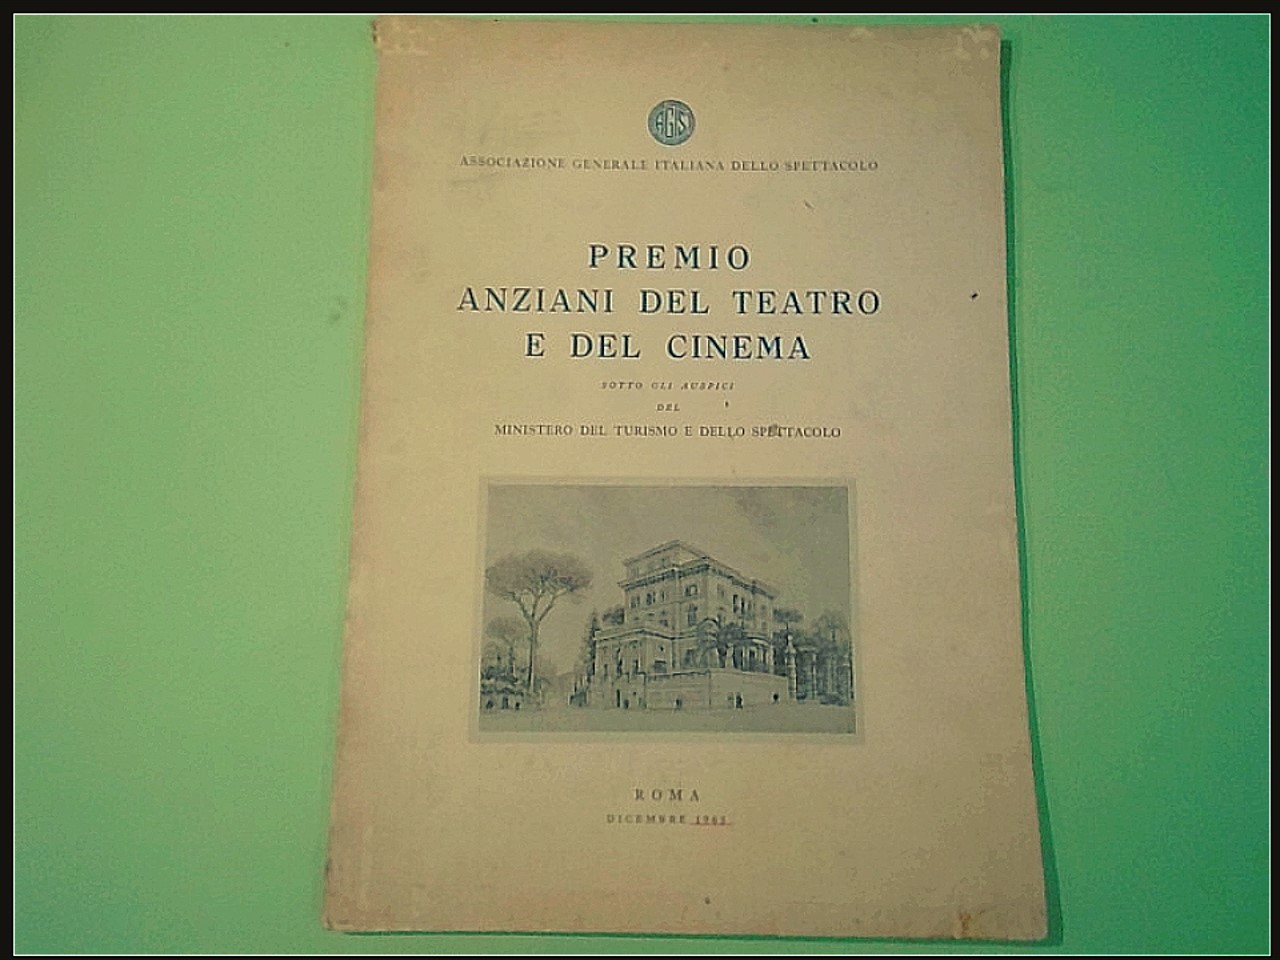 AGIS
ASSOCIAZIONE GENERALE ITALIANA DELLO SPETTACOLO
PREMIO
ANZIANI DEL TEATRO
E DEL CINEMA
SOTTO GLI AUSPICI
DEL
MINISTERO DEL TURISMO E DELLO SPETTACOLO
ROMA
DICEMBRE 1963